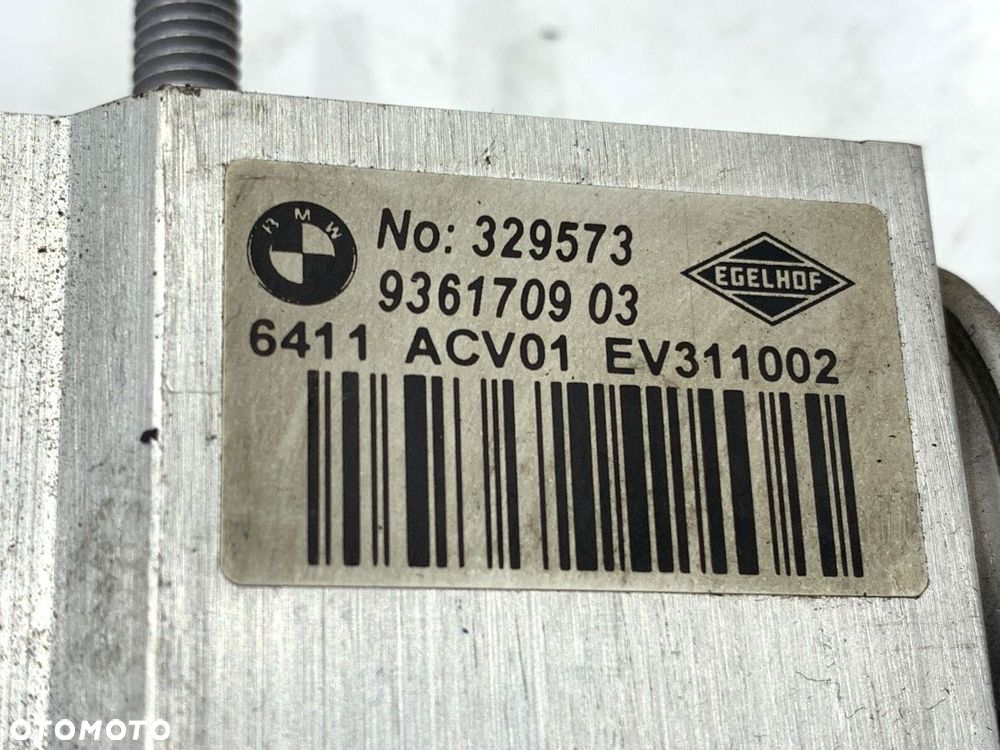 BMW
No: 329573
EGELHOF
9361709 03
6411 ACV01 EV311002
OTOMOTO